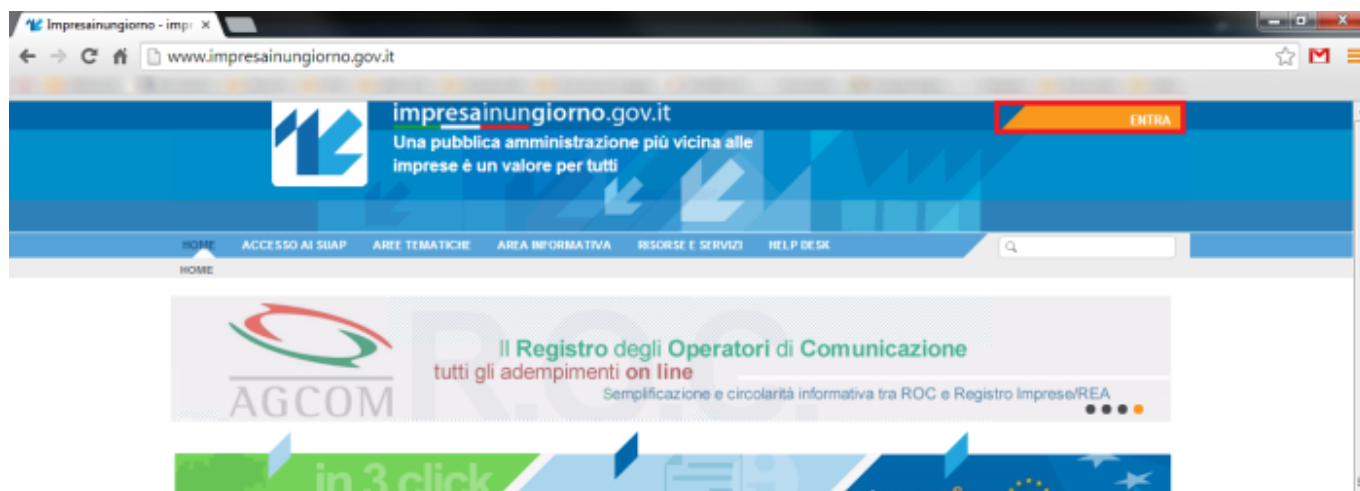 Impresainungiorno - impr
www.impresainungiorno.gov.it
impresainungiorno.gov.it
Una pubblica amministrazione più vicina alle
imprese è un valore per tutti
ENTRA
HOME ACCESSO AI SUAP AREE TEMATICHE AREA INFORMATIVA RISORSE E SERVIZI HELP DESK
HOME
R.O.C.
AGCOM
Il Registro degli Operatori di Comunicazione
tutti gli adempimenti on line
Semplificazione e circolarità informativa tra ROC e Registro Imprese/REA
in 3 click